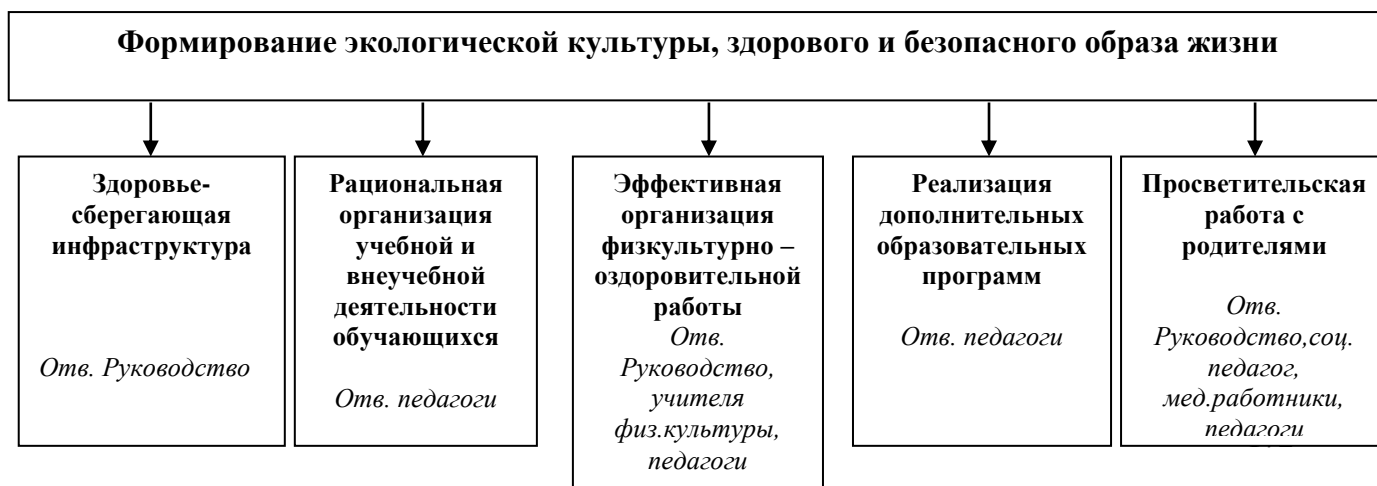 Формирование экологической культуры, здорового и безопасного образа жизни
Здоровье-
сберегающая
инфраструктура
Отв. Руководство
Рациональная
организация
учебной и
внеучебной
деятельности
обучающихся
Отв. педагоги
Эффективная
организация
физкультурно –
оздоровительной
работы
Отв.
Руководство,
учителя
физ.культуры,
педагоги
Реализация
дополнительных
образовательных
программ
Отв. педагоги
Просветительская
работа с
родителями
Отв.
Руководство,соц.
педагог,
мед.работники,
педагоги